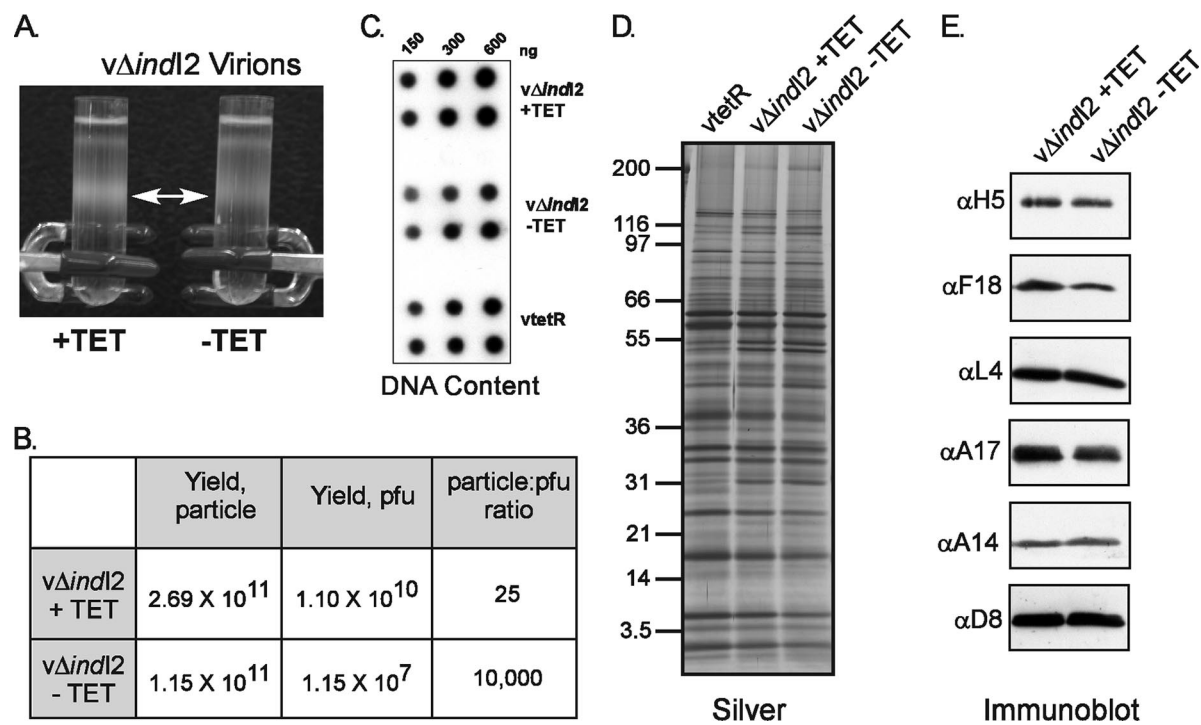 A.
vΔindI2 Virions
+TET -TET
B.
Yield, particle
Yield, pfu
particle:pfu ratio
vΔindI2 + TET
2.69 X 10^11
1.10 X 10^10
25
vΔindI2 - TET
1.15 X 10^11
1.15 X 10^7
10,000
C.
150 300 600 ng
vΔindI2 +TET
vΔindI2 -TET
vtetR
DNA Content
D.
vtetR
vΔindI2 +TET
vΔindI2 -TET
200
116
97
66
55
36
31
21
14
3.5
Silver
E.
vΔindI2 +TET
vΔindI2 -TET
αH5
αF18
αL4
αA17
αA14
αD8
Immunoblot